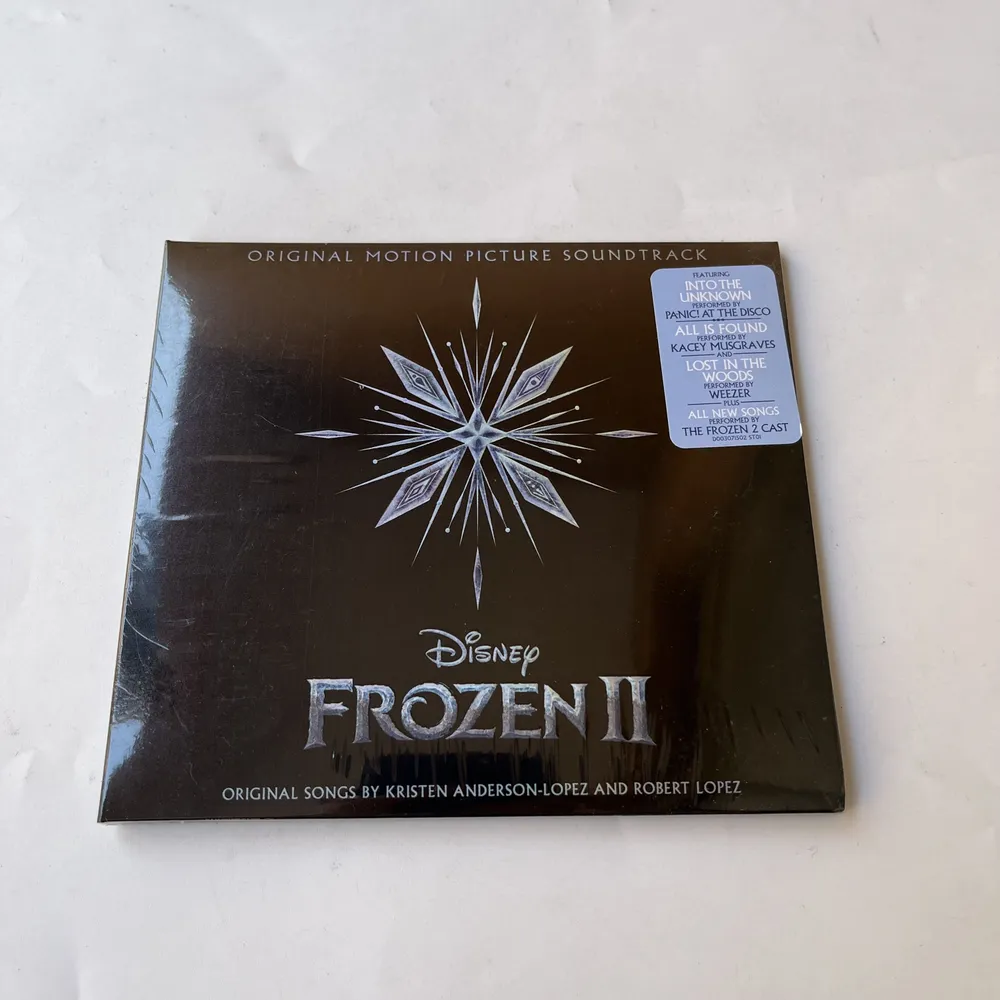 ORIGINAL MOTION PICTURE SOUNDTRACK
FEATURING
INTO THE
UNKNOWN
PERFORMED BY
PANIC! AT THE DISCO
ALL IS FOUND
PERFORMED BY
KACEY MUSGRAVES
AND
LOST IN THE
WOODS
PERFORMED BY
WEEZER
PLUS
ALL NEW SONGS
PERFORMED BY
THE FROZEN 2 CAST
D003071502 ST01
DISNEY
FROZEN II
ORIGINAL SONGS BY KRISTEN ANDERSON-LOPEZ AND ROBERT LOPEZ